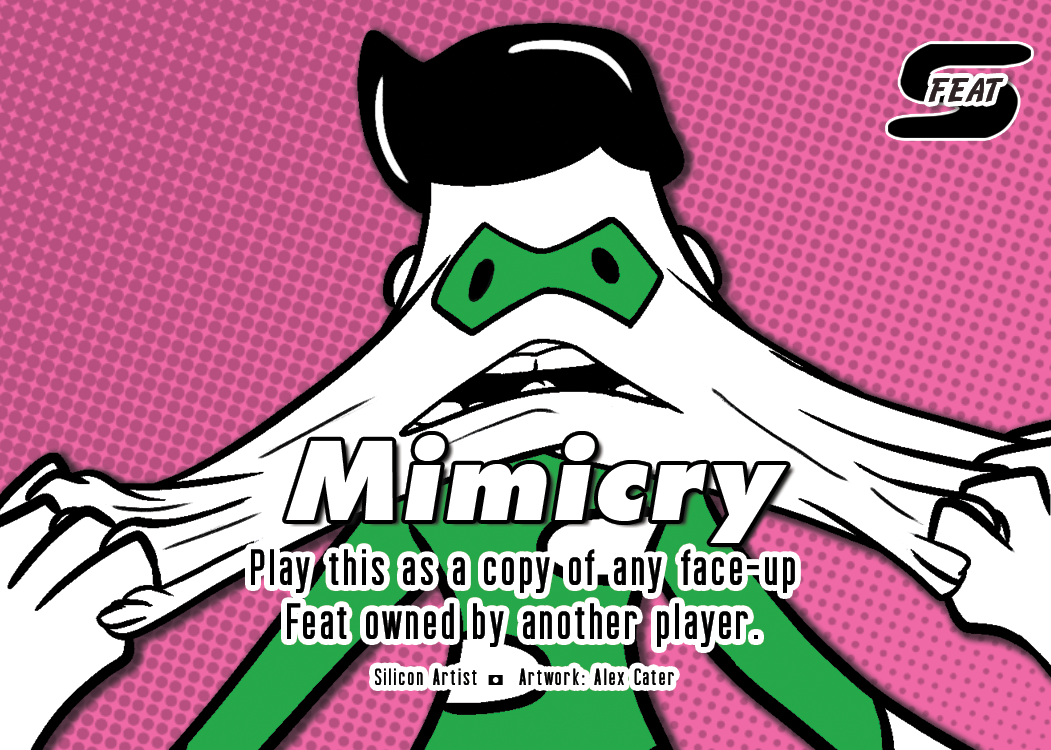 FEAT
Mimicry
Play this as a copy of any face-up
Feat owned by another player.
Silicon Artist Artwork: Alex Cater